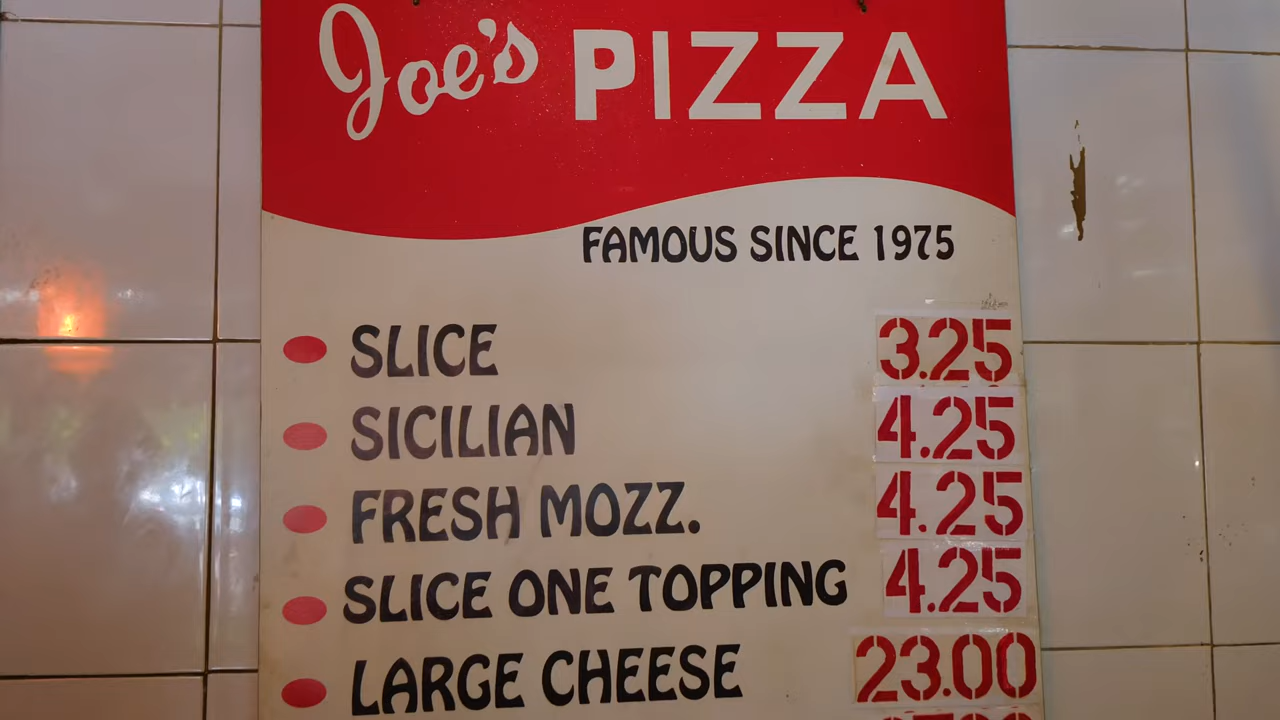 Joe's PIZZA
FAMOUS SINCE 1975
SLICE 3.25
SICILIAN 4.25
FRESH MOZZ. 4.25
SLICE ONE TOPPING 4.25
LARGE CHEESE 23.00